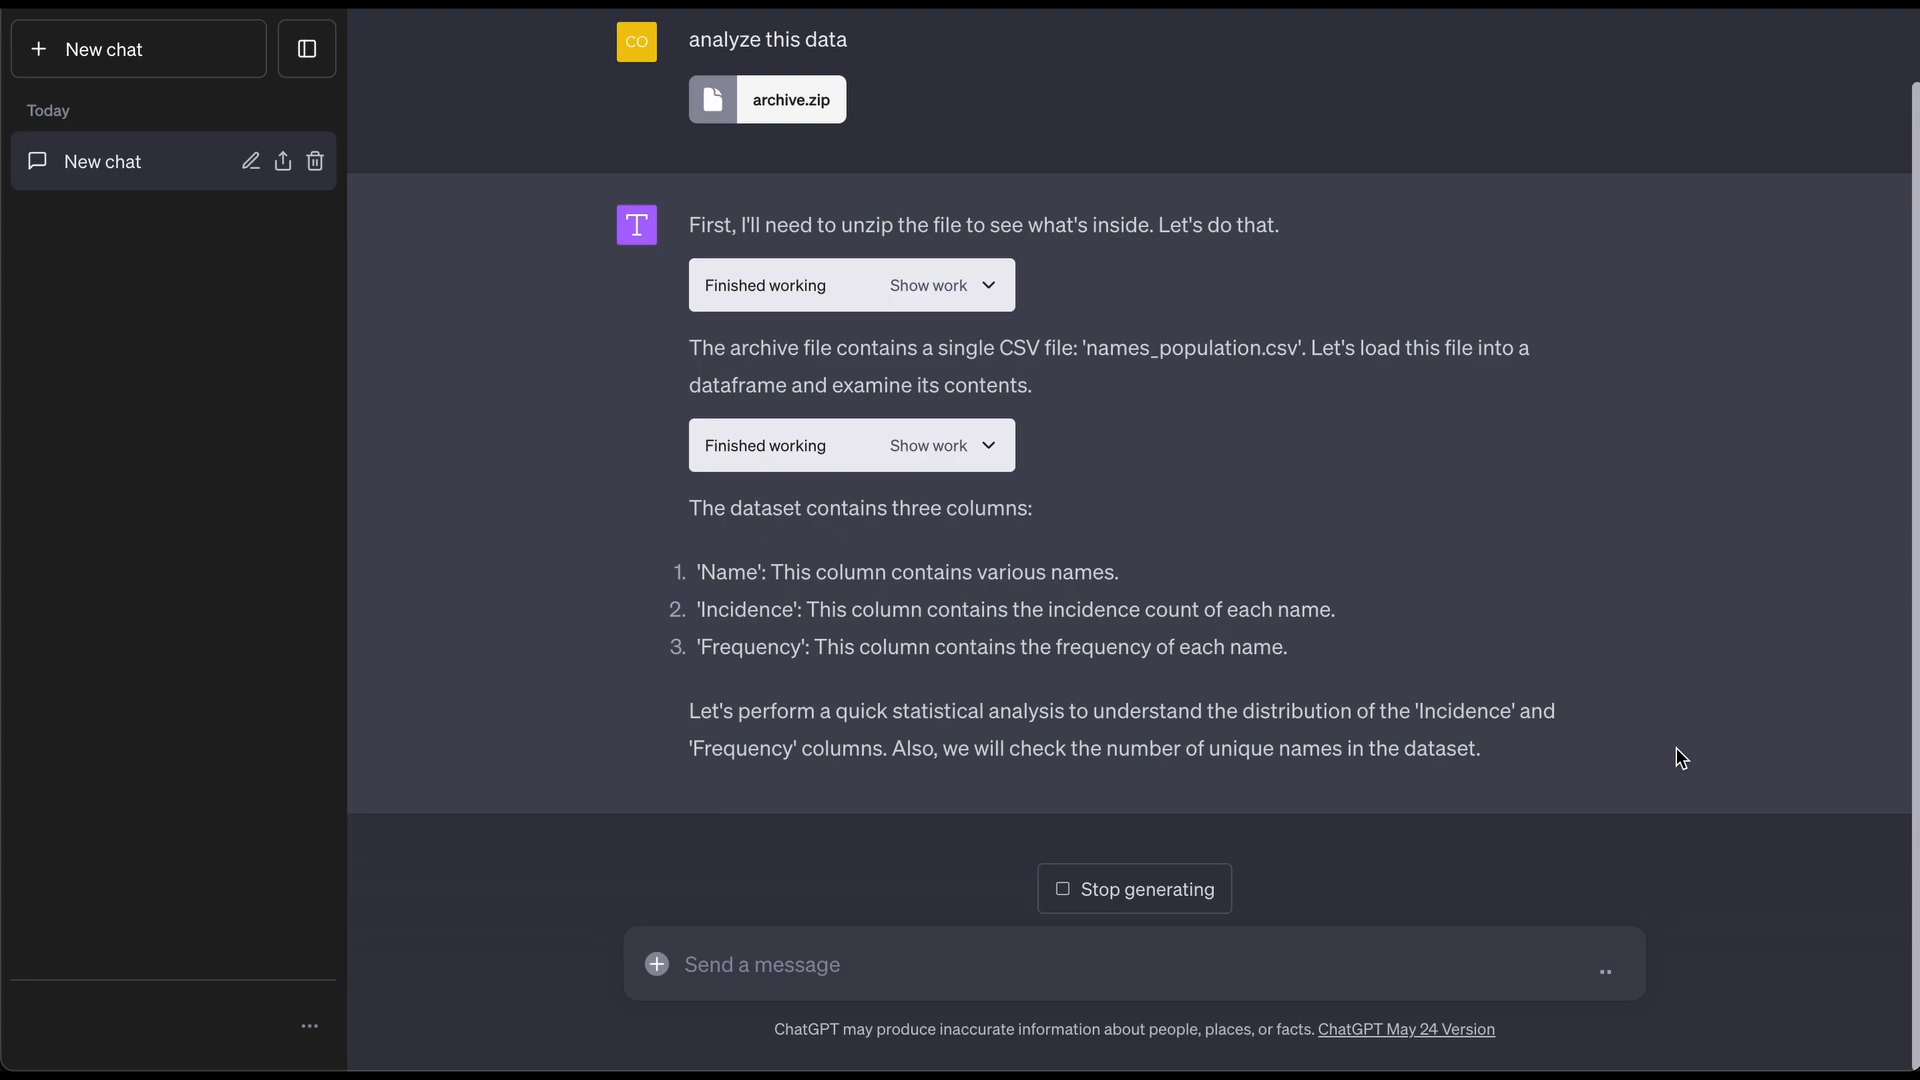 New chat
Today
New chat
CO
analyze this data
archive.zip
T
First, I'll need to unzip the file to see what's inside. Let's do that.
Finished working Show work
The archive file contains a single CSV file: 'names_population.csv'. Let's load this file into a
dataframe and examine its contents.
Finished working Show work
The dataset contains three columns:
1. 'Name': This column contains various names.
2. 'Incidence': This column contains the incidence count of each name.
3. 'Frequency': This column contains the frequency of each name.
Let's perform a quick statistical analysis to understand the distribution of the 'Incidence' and
'Frequency' columns. Also, we will check the number of unique names in the dataset.
Stop generating
Send a message
ChatGPT may produce inaccurate information about people, places, or facts. ChatGPT May 24 Version